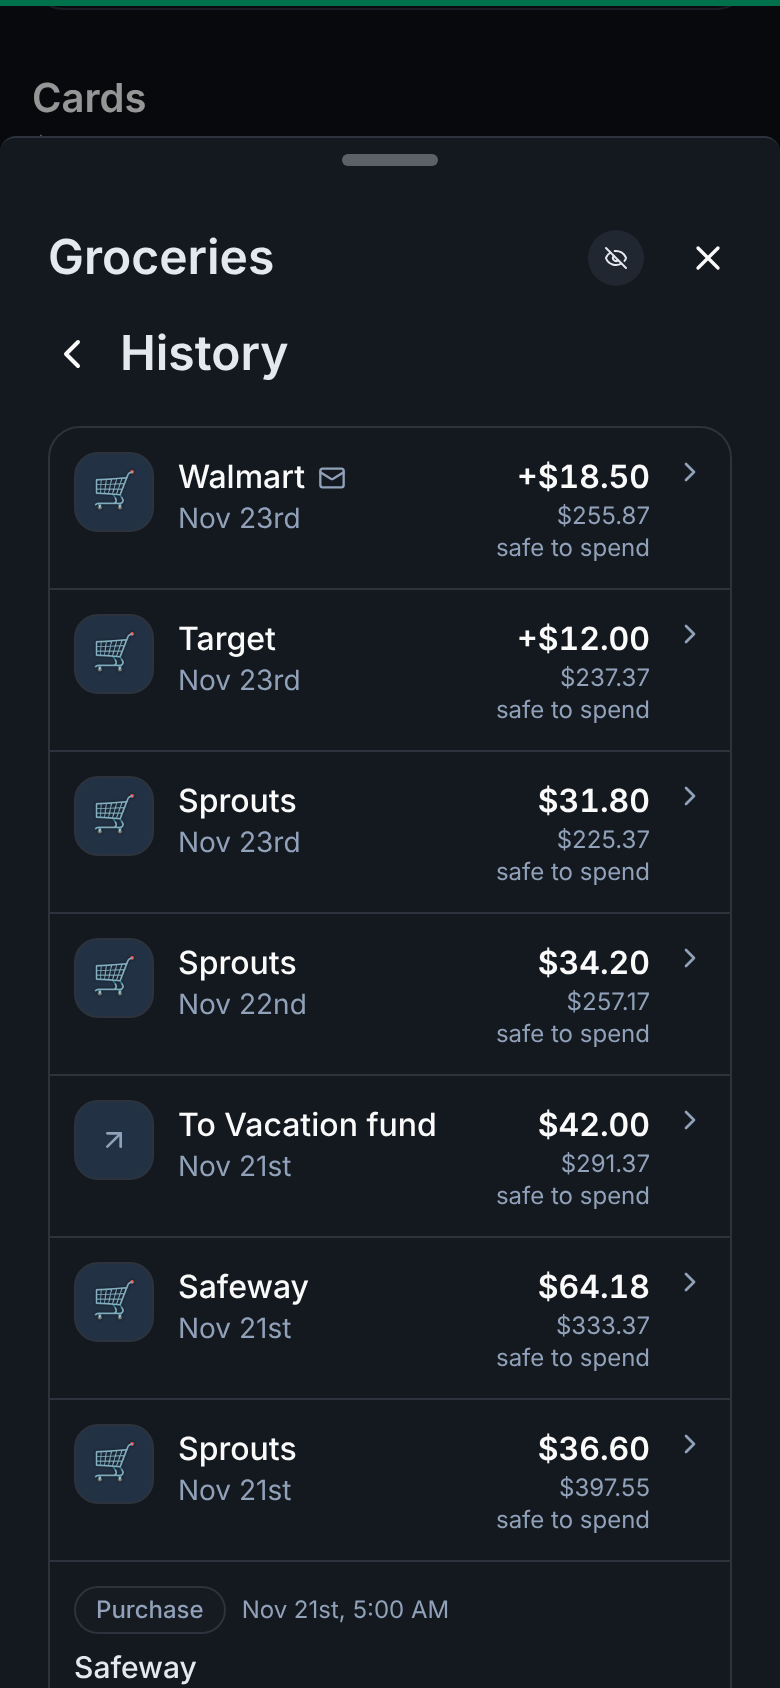 Cards
Groceries
History
Walmart
+$18.50
Nov 23rd
$255.87
safe to spend
Target
+$12.00
Nov 23rd
$237.37
safe to spend
Sprouts
$31.80
Nov 23rd
$225.37
safe to spend
Sprouts
$34.20
Nov 22nd
$257.17
safe to spend
To Vacation fund
$42.00
Nov 21st
$291.37
safe to spend
Safeway
$64.18
Nov 21st
$333.37
safe to spend
Sprouts
$36.60
Nov 21st
$397.55
safe to spend
Purchase Nov 21st, 5:00 AM
Safeway